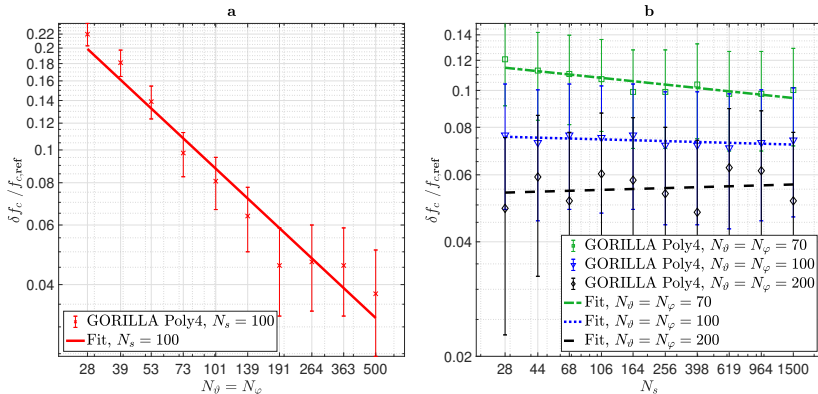 a
0.2
0.22
0.18
0.16
0.14
0.12
0.1
0.08
0.06
0.04
δf_c / f_{c,ref}
GORILLA Poly4, N_s = 100
Fit, N_s = 100
28 39 53 73 101 139 191 264 363 500
N_ϑ = N_φ
b
0.14
0.12
0.1
0.08
0.06
0.04
0.02
δf_c / f_{c,ref}
GORILLA Poly4, N_ϑ = N_φ = 70
GORILLA Poly4, N_ϑ = N_φ = 100
GORILLA Poly4, N_ϑ = N_φ = 200
Fit, N_ϑ = N_φ = 70
Fit, N_ϑ = N_φ = 100
Fit, N_ϑ = N_φ = 200
28 44 68 106 164 256 398 619 964 1500
N_s